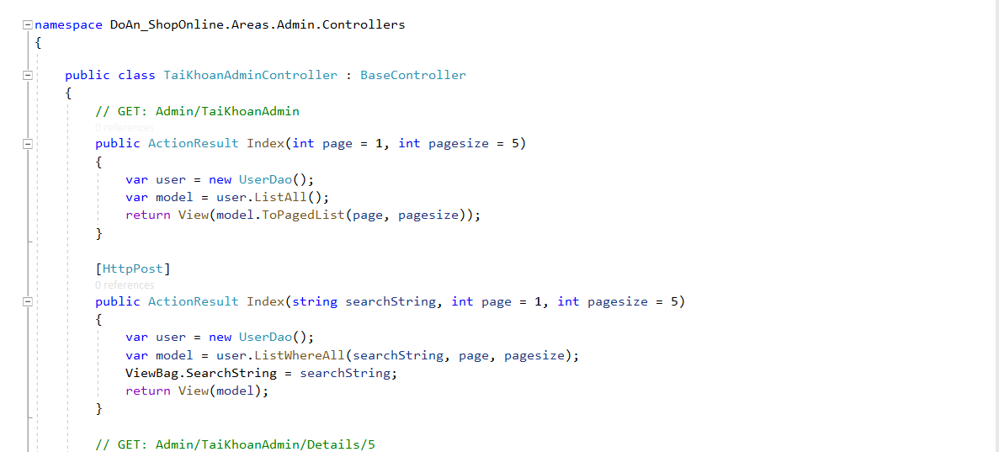 namespace DoAn_ShopOnline.Areas.Admin.Controllers
{
public class TaiKhoanAdminController : BaseController
{
// GET: Admin/TaiKhoanAdmin
0 references
public ActionResult Index(int page = 1, int pagesize = 5)
{
var user = new UserDao();
var model = user.ListAll();
return View(model.ToPagedList(page, pagesize));
}
[HttpPost]
0 references
public ActionResult Index(string searchString, int page = 1, int pagesize = 5)
{
var user = new UserDao();
var model = user.ListWhereAll(searchString, page, pagesize);
ViewBag.SearchString = searchString;
return View(model);
}
// GET: Admin/TaiKhoanAdmin/Details/5